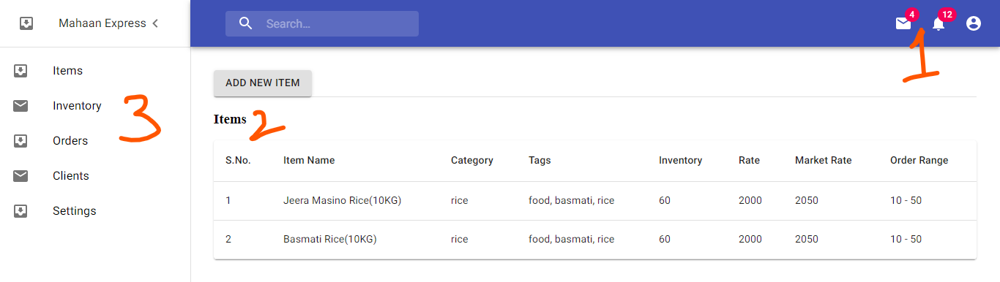 Mahaan Express
Search...
4
12
1
Items
Inventory
Orders
Clients
Settings
3
ADD NEW ITEM
Items
2
S.No. Item Name Category Tags Inventory Rate Market Rate Order Range
1 Jeera Masino Rice(10KG) rice food, basmati, rice 60 2000 2050 10 - 50
2 Basmati Rice(10KG) rice food, basmati, rice 60 2000 2050 10 - 50